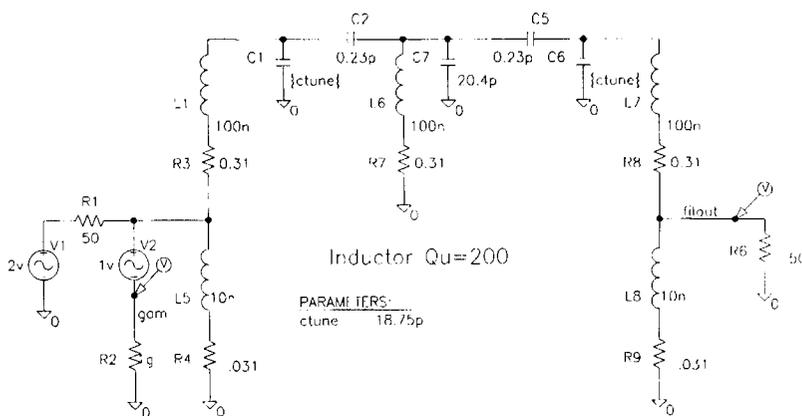 C2
C5
C1
0.23p
C7
0.23p
C6
{ctune}
20.4p
{ctune}
0
0
0
L1
L6
L7
100n
100n
100n
R3
0.31
R7
0.31
R8
0.31
0
R1
50
V
filout
V1
V2
V
2v
1v
Inductor Qu=200
R6
50
L5
10n
L8
10n
0
gam
PARAMETERS:
ctune 18.75p
0
R2
g
R4
.031
R9
.031
0
0
0